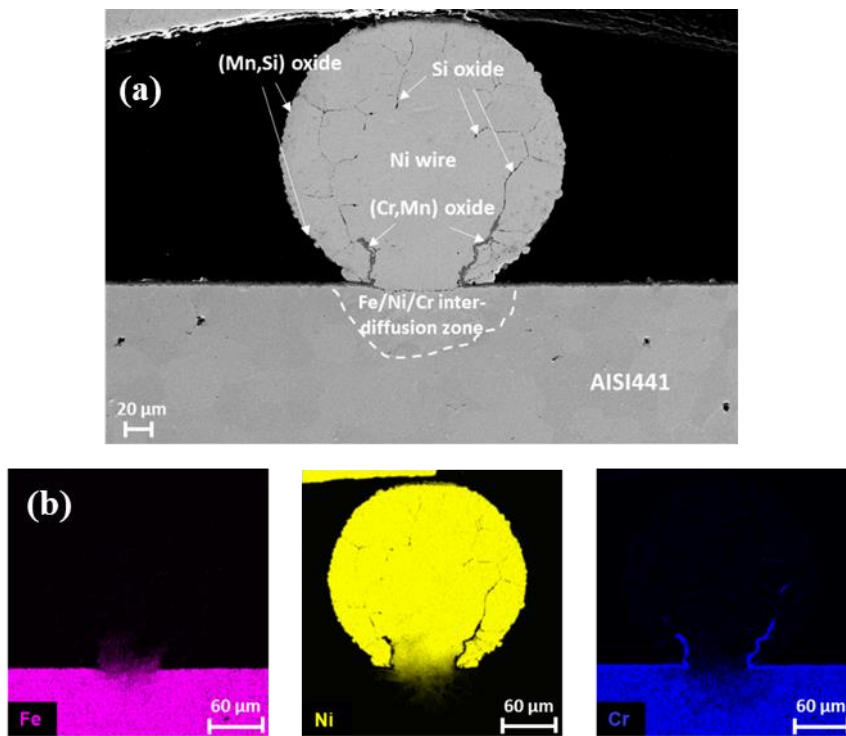 (a)
(Mn,Si) oxide
Si oxide
Ni wire
(Cr,Mn) oxide
Fe/Ni/Cr inter-
diffusion zone
AISI441
20 µm
(b)
Fe
60 µm
Ni
60 µm
Cr
60 µm